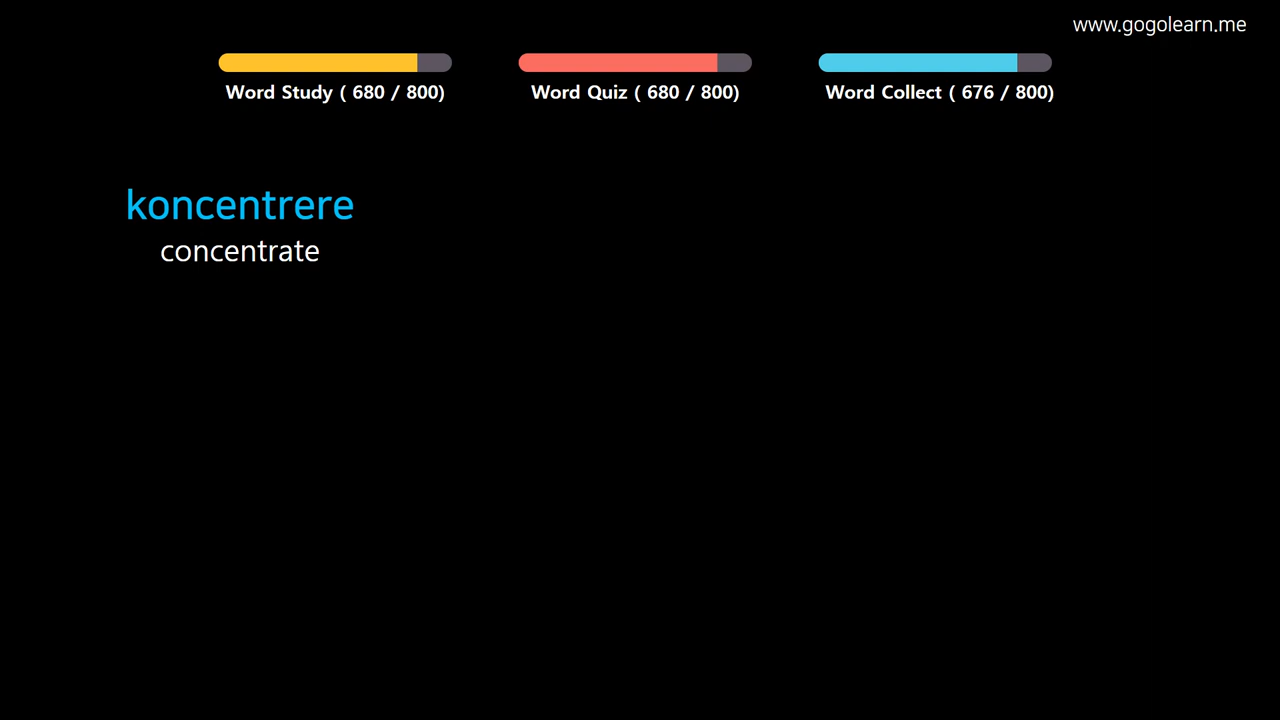 www.gogolearn.me
Word Study ( 680 / 800)
Word Quiz ( 680 / 800)
Word Collect ( 676 / 800)
koncentrere
concentrate